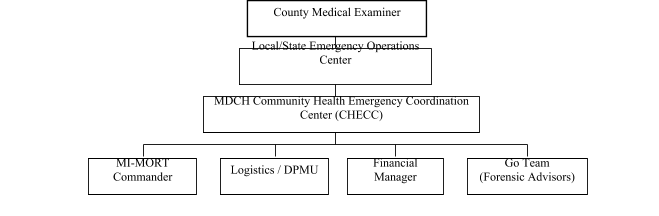 County Medical Examiner
Local/State Emergency Operations
Center
MDCH Community Health Emergency Coordination
Center (CHECC)
MI-MORT
Commander
Logistics / DPMU
Financial
Manager
Go Team
(Forensic Advisors)